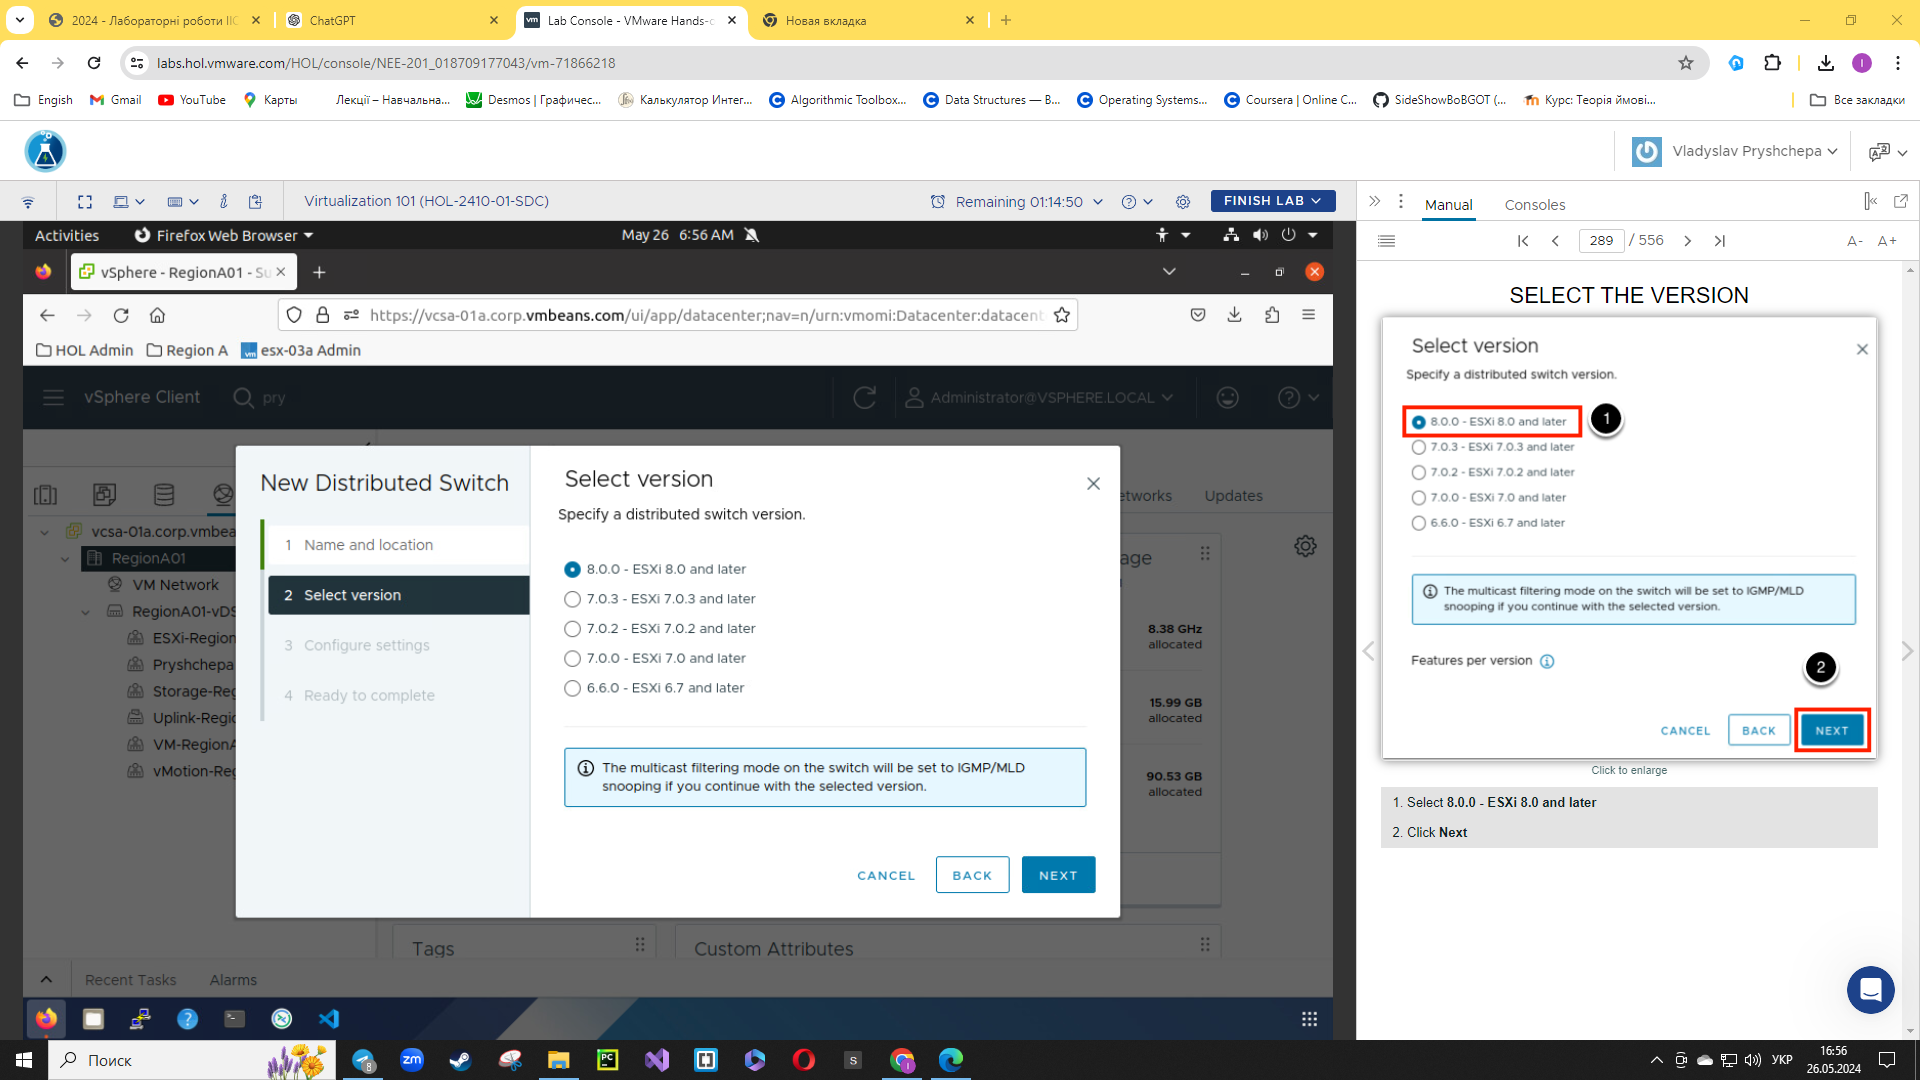 2024 - Лабораторні роботи ІІС
ChatGPT
Lab Console - VMware Hands-o
Новая вкладка
labs.hol.vmware.com/HOL/console/NEE-201_018709177043/vm-71866218
Engish
Gmail
YouTube
Карты
Лекції – Навчальна...
Desmos | Графичес...
Калькулятор Интег...
Algorithmic Toolbox...
Data Structures — B...
Operating Systems...
Coursera | Online C...
SideShowBoBGOT (...
Курс: Теорія ймові...
Все закладки
Vladyslav Pryshchepa
Virtualization 101 (HOL-2410-01-SDC)
Remaining 01:14:50
FINISH LAB
Manual
Consoles
Activities
Firefox Web Browser
May 26 6:56 AM
289 / 556
A-
A+
vSphere - RegionA01 - Su
https://vcsa-01a.corp.vmbeans.com/ui/app/datacenter;nav=n/urn:vmomi:Datacenter:datacent
HOL Admin
Region A
esx-03a Admin
vSphere Client
pry
Administrator@VSPHERE.LOCAL
etworks
Updates
vcsa-01a.corp.vmbea
RegionA01
VM Network
RegionA01-vDS
ESXi-Region
Pryshchepa
Storage-Reg
Uplink-Regio
VM-RegionA
vMotion-Reg
New Distributed Switch
1 Name and location
2 Select version
3 Configure settings
4 Ready to complete
Select version
Specify a distributed switch version.
8.0.0 - ESXi 8.0 and later
7.0.3 - ESXi 7.0.3 and later
7.0.2 - ESXi 7.0.2 and later
7.0.0 - ESXi 7.0 and later
6.6.0 - ESXi 6.7 and later
The multicast filtering mode on the switch will be set to IGMP/MLD
snooping if you continue with the selected version.
CANCEL
BACK
NEXT
age
8.38 GHz
allocated
15.99 GB
allocated
90.53 GB
allocated
Tags
Custom Attributes
Recent Tasks
Alarms
SELECT THE VERSION
Select version
Specify a distributed switch version.
8.0.0 - ESXi 8.0 and later
1
7.0.3 - ESXi 7.0.3 and later
7.0.2 - ESXi 7.0.2 and later
7.0.0 - ESXi 7.0 and later
6.6.0 - ESXi 6.7 and later
The multicast filtering mode on the switch will be set to IGMP/MLD
snooping if you continue with the selected version.
Features per version
2
CANCEL
BACK
NEXT
Click to enlarge
1. Select 8.0.0 - ESXi 8.0 and later
2. Click Next
Поиск
УКР
16:56
26.05.2024